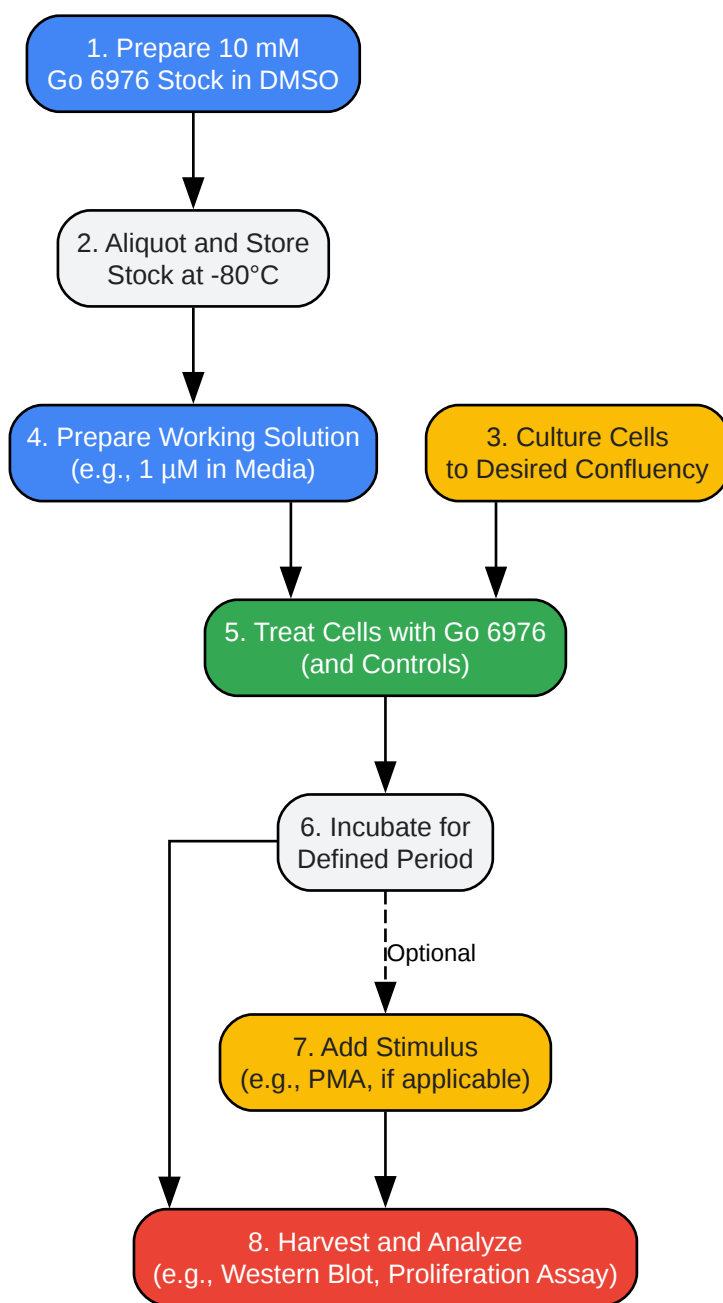 1. Prepare 10 mM
Go 6976 Stock in DMSO
2. Aliquot and Store
Stock at -80°C
4. Prepare Working Solution
(e.g., 1 µM in Media)
3. Culture Cells
to Desired Confluency
5. Treat Cells with Go 6976
(and Controls)
6. Incubate for
Defined Period
Optional
7. Add Stimulus
(e.g., PMA, if applicable)
8. Harvest and Analyze
(e.g., Western Blot, Proliferation Assay)